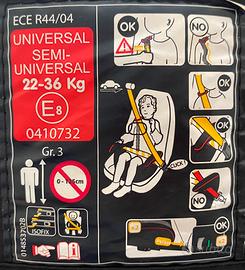 ECE R44/04
UNIVERSAL
SEMI-
UNIVERSAL
22-36 Kg
E8
0410732
Gr. 3
OK
NO
OK
CLICK!
OK
NO
ISOFIX
OK